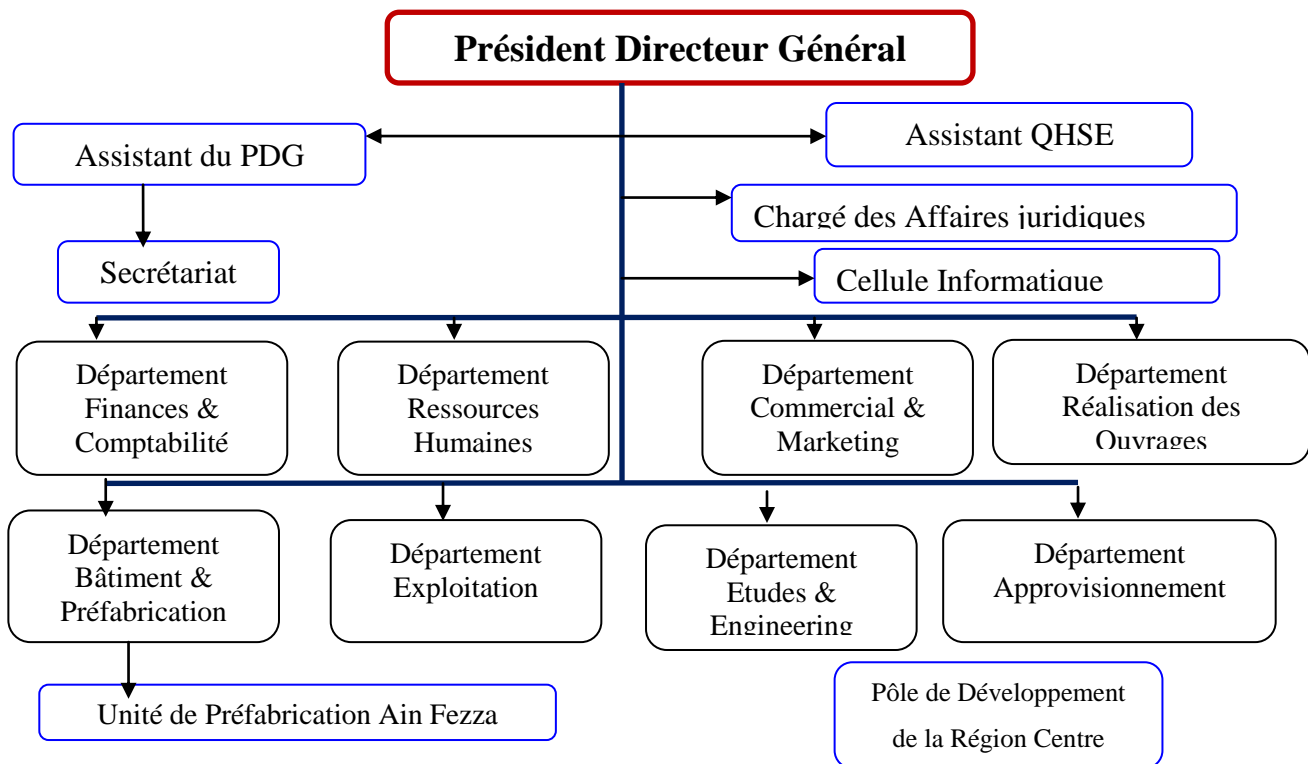 Président Directeur Général
Assistant du PDG
Assistant QHSE
Chargé des Affaires juridiques
Secrétariat
Cellule Informatique
Département
Finances &
Comptabilité
Département
Ressources
Humaines
Département
Commercial &
Marketing
Département
Réalisation des
Ouvrages
Département
Bâtiment &
Préfabrication
Département
Exploitation
Département
Etudes &
Engineering
Département
Approvisionnement
Unité de Préfabrication Ain Fezza
Pôle de Développement
de la Région Centre